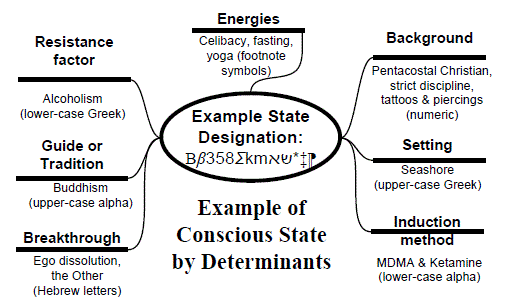 Energies
Celibacy, fasting,
yoga (footnote
symbols)
Resistance
factor
Alcoholism
(lower-case Greek)
Guide or
Tradition
Buddhism
(upper-case alpha)
Breakthrough
Ego dissolution,
the Other
(Hebrew letters)
Example State
Designation:
Bβ358Σkmשא*‡⁋
Example of
Conscious State
by Determinants
Background
Pentacostal Christian,
strict discipline,
tattoos & piercings
(numeric)
Setting
Seashore
(upper-case Greek)
Induction
method
MDMA & Ketamine
(lower-case alpha)